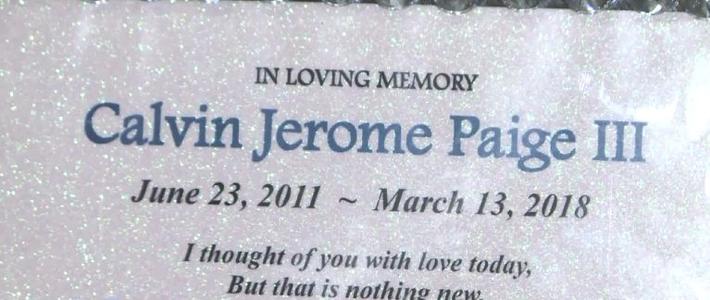 IN LOVING MEMORY
Calvin Jerome Paige III
June 23, 2011 ~ March 13, 2018
I thought of you with love today,
But that is nothing new.